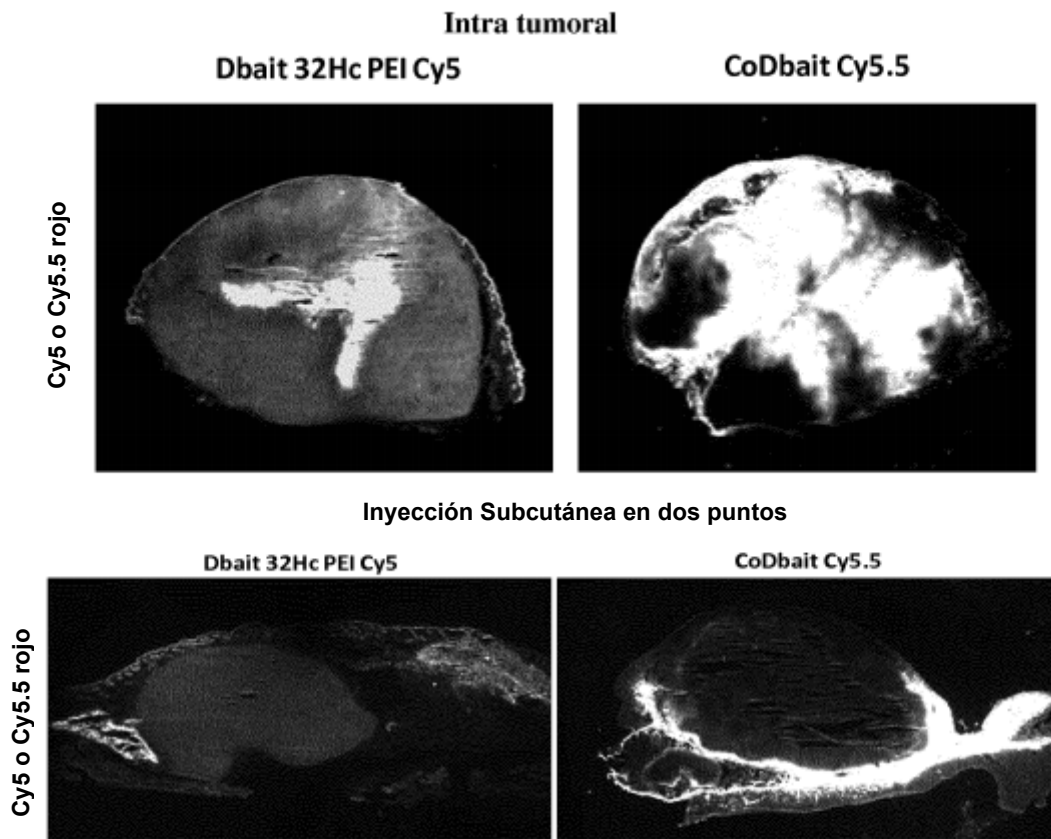 Intra tumoral
Dbait 32Hc PEI Cy5
CoDbait Cy5.5
Cy5 o Cy5.5 rojo
Inyección Subcutánea en dos puntos
Dbait 32Hc PEI Cy5
CoDbait Cy5.5
Cy5 o Cy5.5 rojo